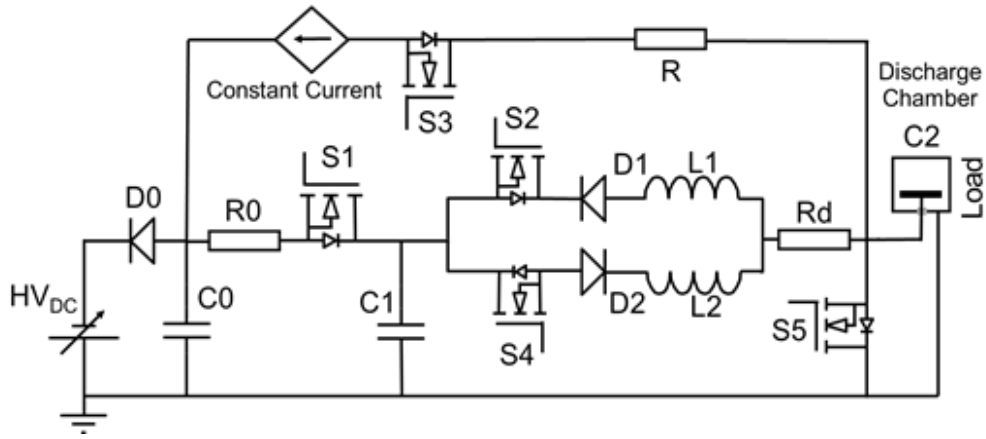 Constant Current
S3
R
Discharge
Chamber
C2
Load
S1
S2
D1
L1
D0
R0
Rd
HVDC
C0
C1
S4
D2
L2
S5